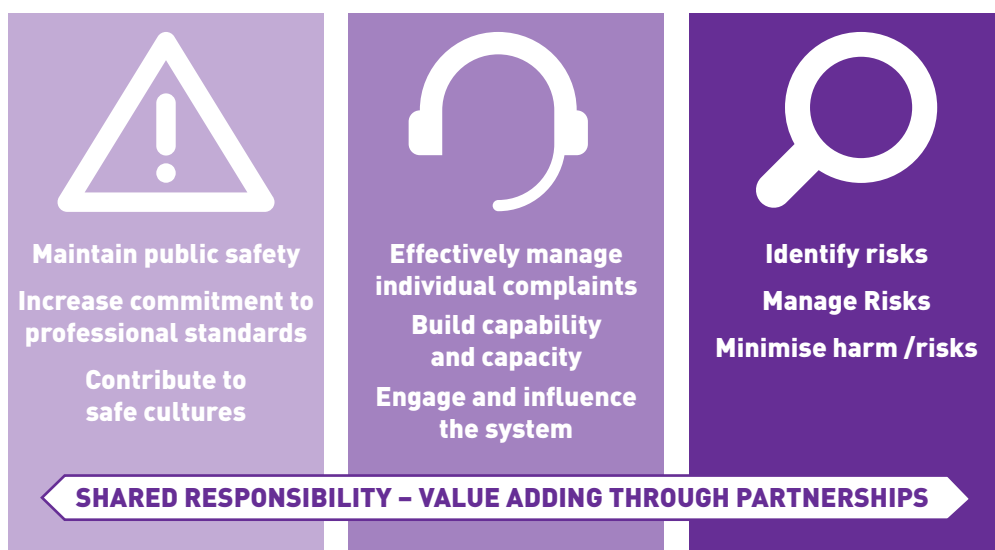 Maintain public safety
Increase commitment to
professional standards
Contribute to
safe cultures
Effectively manage
individual complaints
Build capability
and capacity
Engage and influence
the system
Identify risks
Manage Risks
Minimise harm /risks
SHARED RESPONSIBILITY – VALUE ADDING THROUGH PARTNERSHIPS